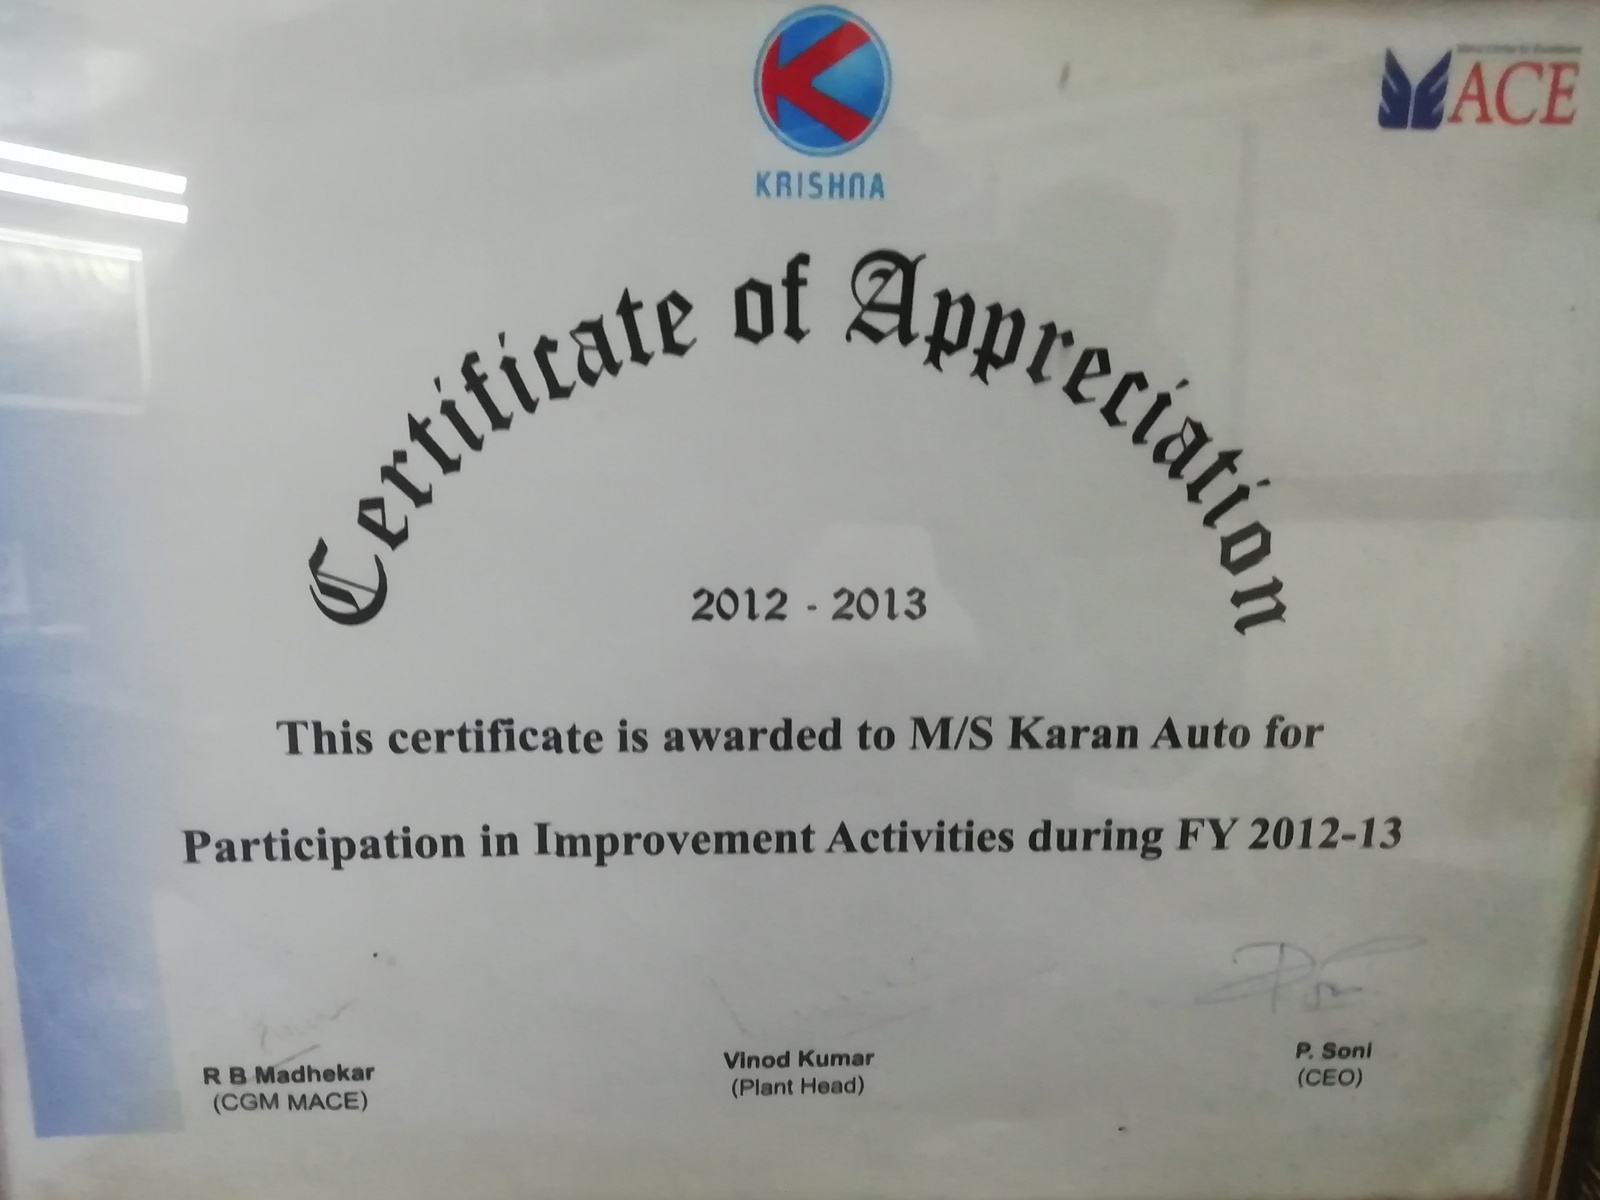 KRISHNA
ACE
Certificate of Appreciation
2012 - 2013
This certificate is awarded to M/S Karan Auto for
Participation in Improvement Activities during FY 2012-13
R B Madhekar
(CGM MACE)
Vinod Kumar
(Plant Head)
P. Soni
(CEO)